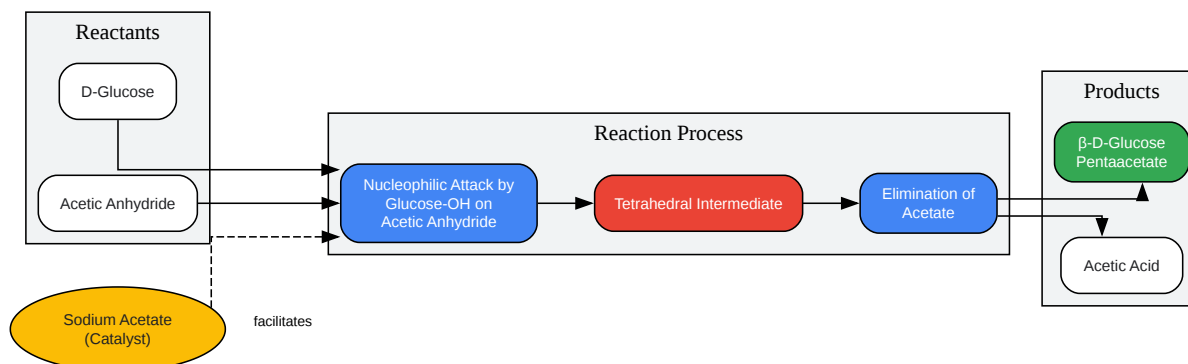 Reactants
D-Glucose
Acetic Anhydride
Sodium Acetate
(Catalyst)
facilitates
Reaction Process
Nucleophilic Attack by
Glucose-OH on
Acetic Anhydride
Tetrahedral Intermediate
Elimination of
Acetate
Products
β-D-Glucose
Pentaacetate
Acetic Acid